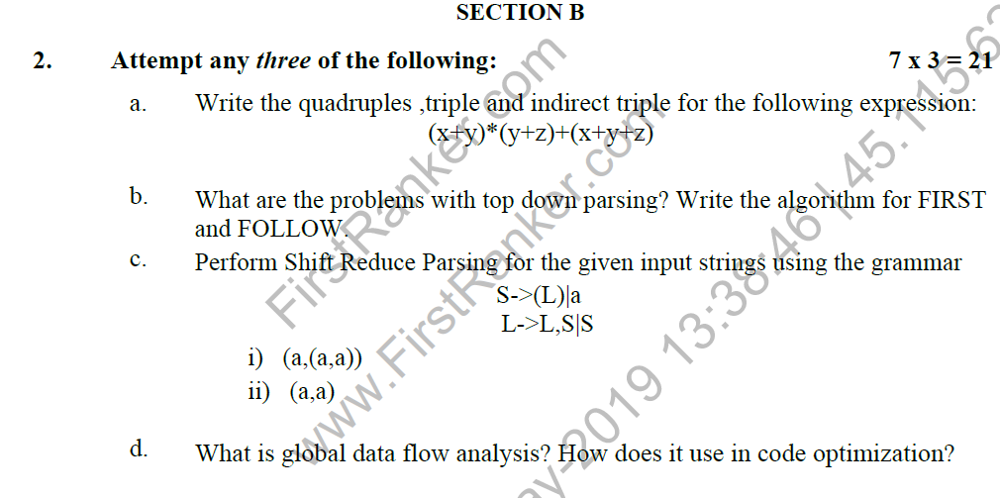 SECTION B
2. Attempt any three of the following: 7 x 3 = 21
a. Write the quadruples ,triple and indirect triple for the following expression:
(x+y)*(y+z)+(x+y+z)
b. What are the problems with top down parsing? Write the algorithm for FIRST
and FOLLOW.
c. Perform Shift Reduce Parsing for the given input strings using the grammar
S->(L)|a
L->L,S|S
i) (a,(a,a))
ii) (a,a)
d. What is global data flow analysis? How does it use in code optimization?
FirstRanker.com
www.FirstRanker.com
y-2019 13:38:46 | 45.115.6